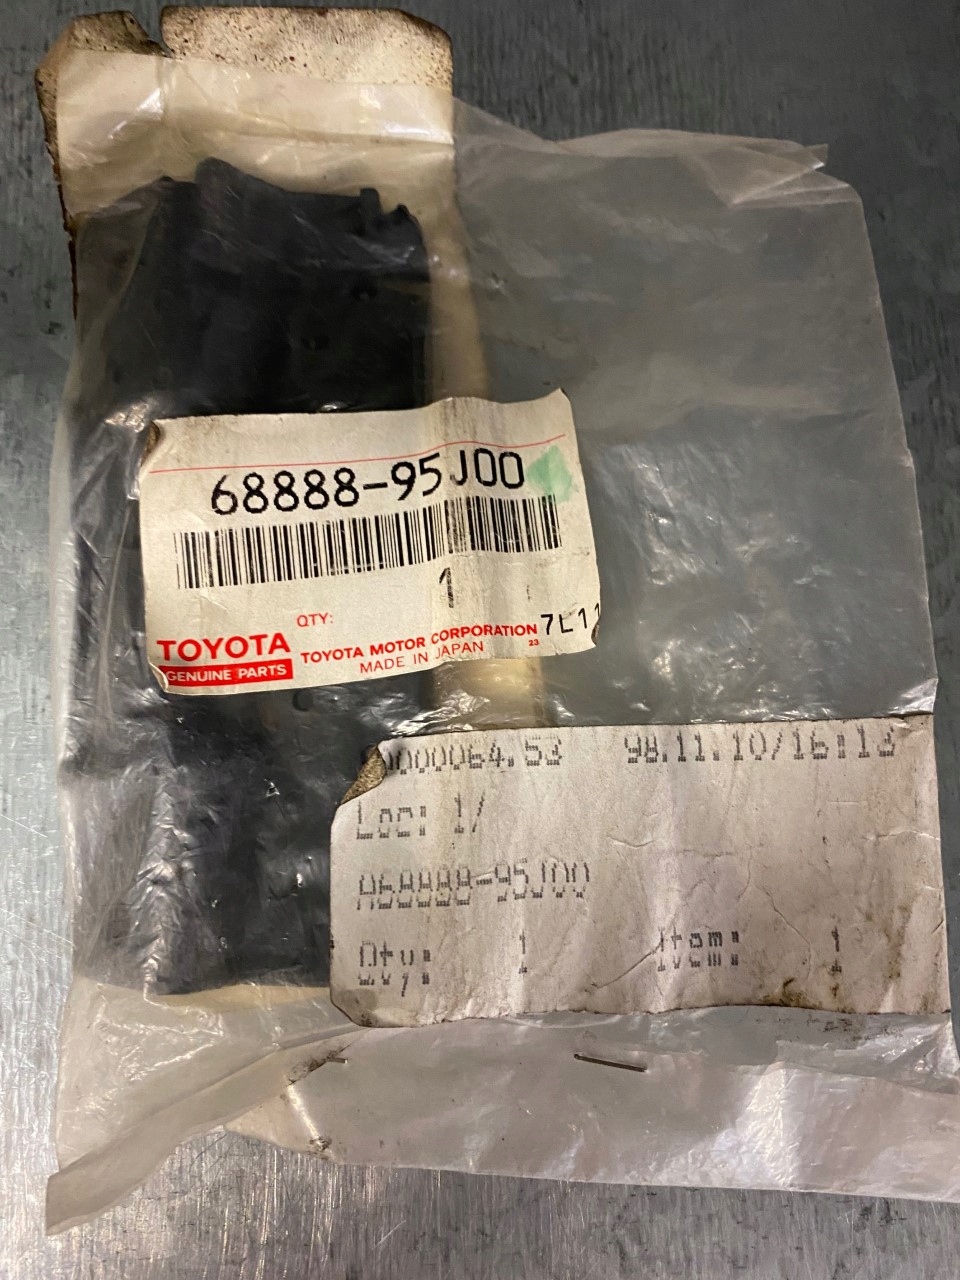 68888-95J00
1
QTY:
7L11
TOYOTA
GENUINE PARTS
TOYOTA MOTOR CORPORATION
MADE IN JAPAN
23
0000064.53 98.11.10/16:13
Loc: 1/
A68888-95J00
Qty: 1 Item: 1